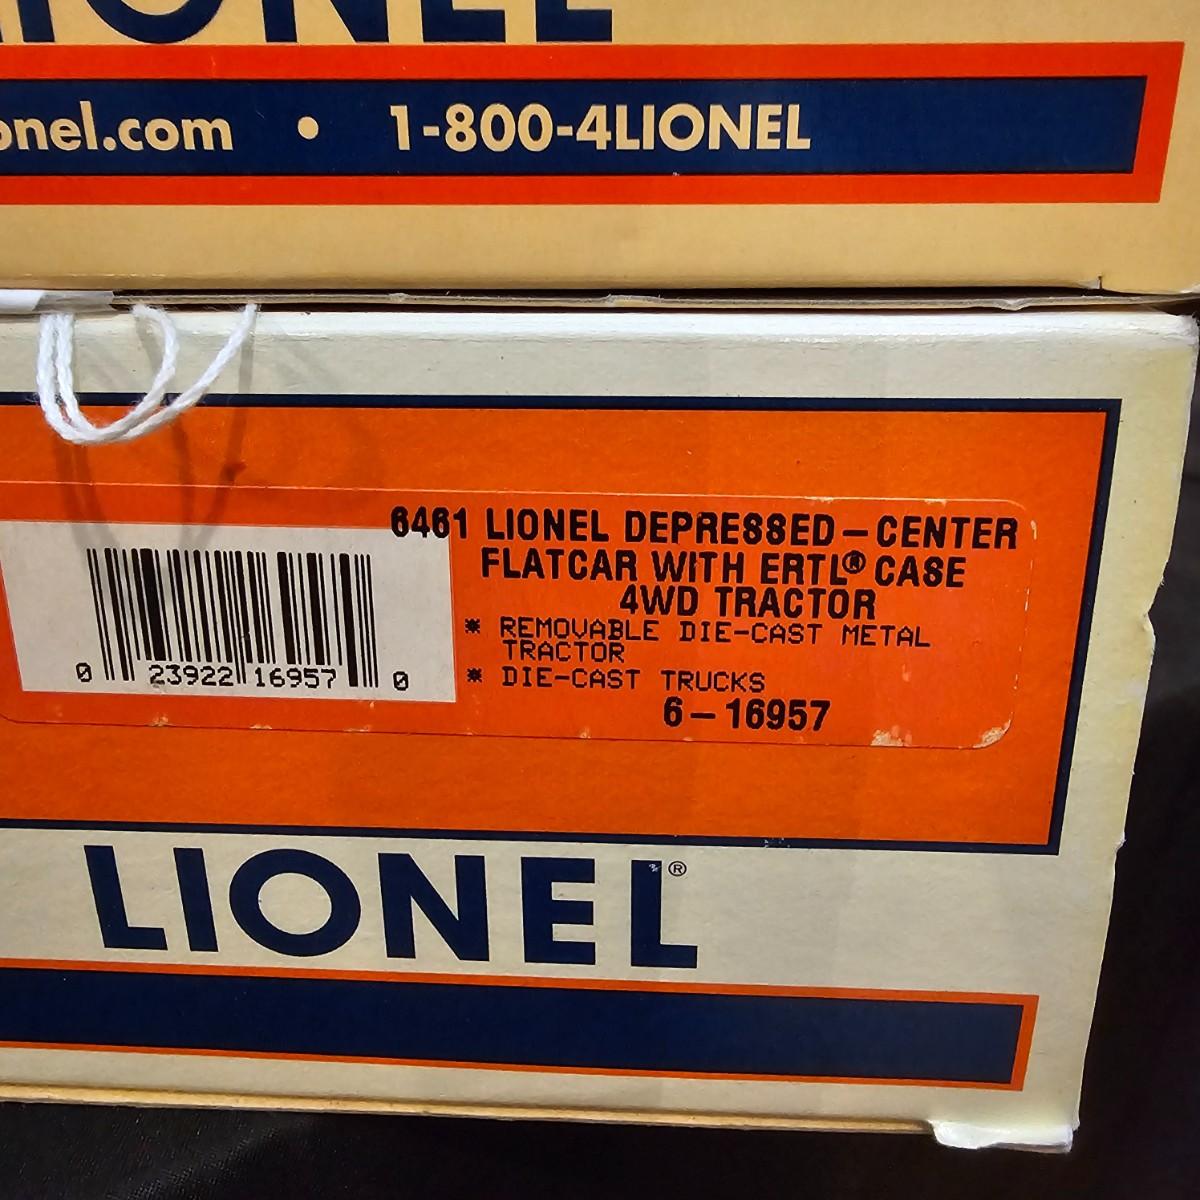 LIONEL
onel.com • 1-800-4LIONEL
6461 LIONEL DEPRESSED-CENTER
FLATCAR WITH ERTL® CASE
4WD TRACTOR
* REMOVABLE DIE-CAST METAL
TRACTOR
* DIE-CAST TRUCKS
6-16957
0 23922 16957 0
LIONEL®